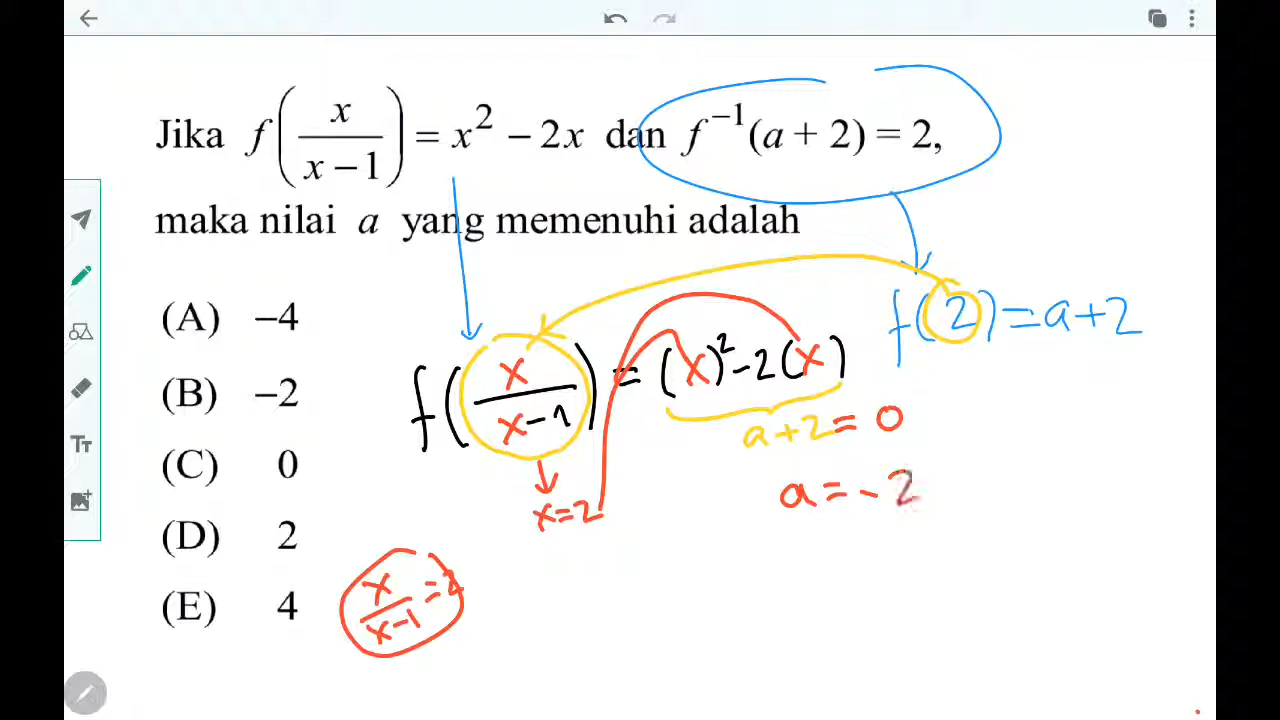 Jika f(x/(x − 1)) = x² − 2x dan f⁻¹(a + 2) = 2,
maka nilai a yang memenuhi adalah
(A) −4
(B) −2
(C) 0
(D) 2
(E) 4
f(2) = a+2
f(x/(x−1)) = (x)² − 2(x)
a+2 = 0
x=2
a = −2
x/(x−1) = 2
Tт